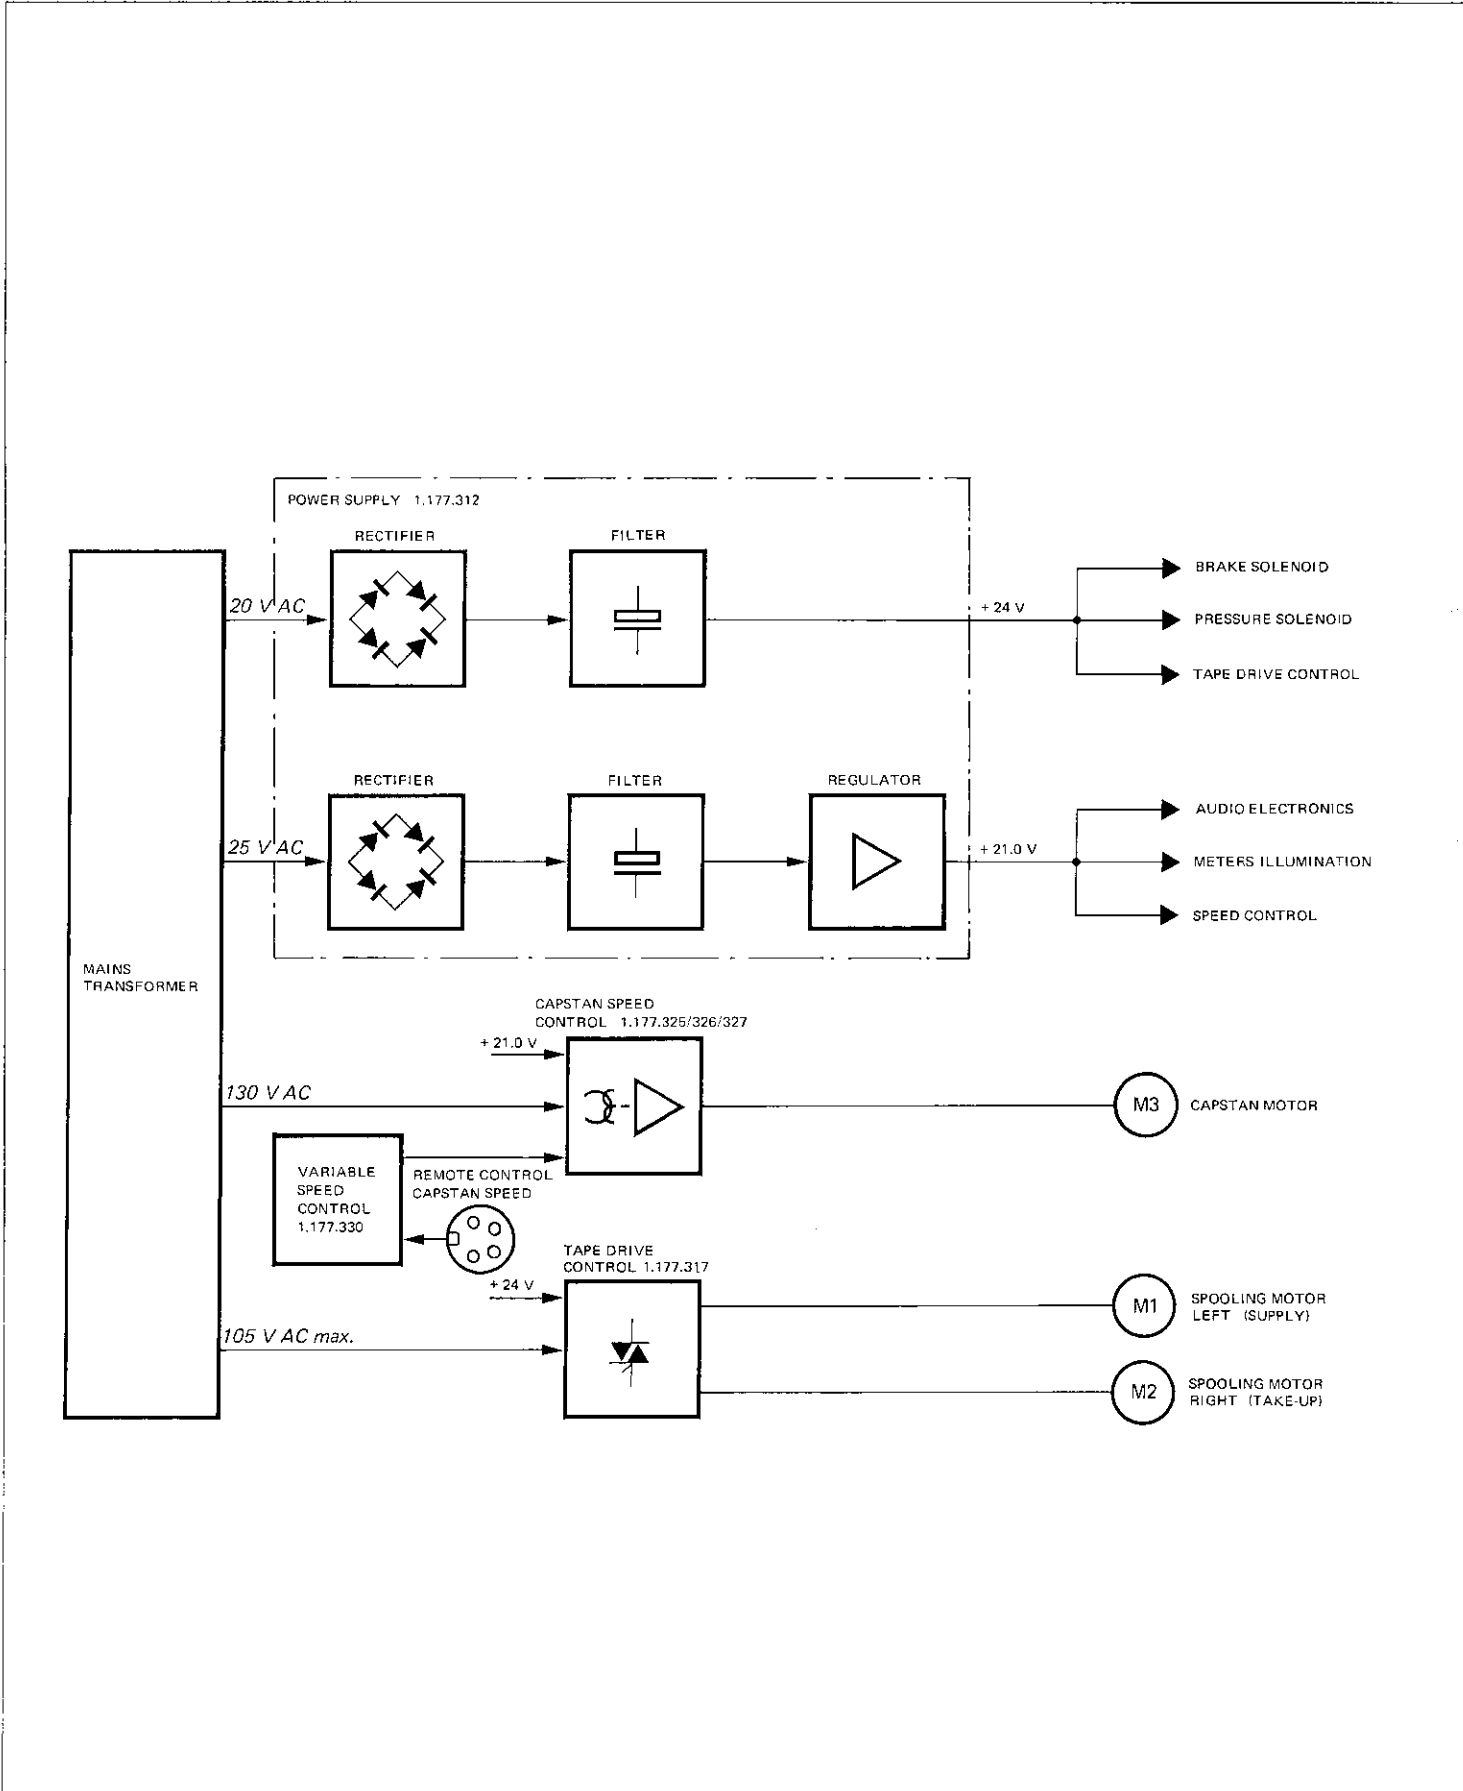 POWER SUPPLY 1.177.312
RECTIFIER
FILTER
20 V AC
+ 24 V
BRAKE SOLENOID
PRESSURE SOLENOID
TAPE DRIVE CONTROL
RECTIFIER
FILTER
REGULATOR
25 V AC
+ 21.0 V
AUDIO ELECTRONICS
METERS ILLUMINATION
SPEED CONTROL
MAINS
TRANSFORMER
CAPSTAN SPEED
CONTROL 1.177.325/326/327
+ 21.0 V
130 V AC
M3
CAPSTAN MOTOR
VARIABLE
SPEED
CONTROL
1.177.330
REMOTE CONTROL
CAPSTAN SPEED
TAPE DRIVE
CONTROL 1.177.317
+ 24 V
105 V AC max.
M1
SPOOLING MOTOR
LEFT (SUPPLY)
M2
SPOOLING MOTOR
RIGHT (TAKE-UP)